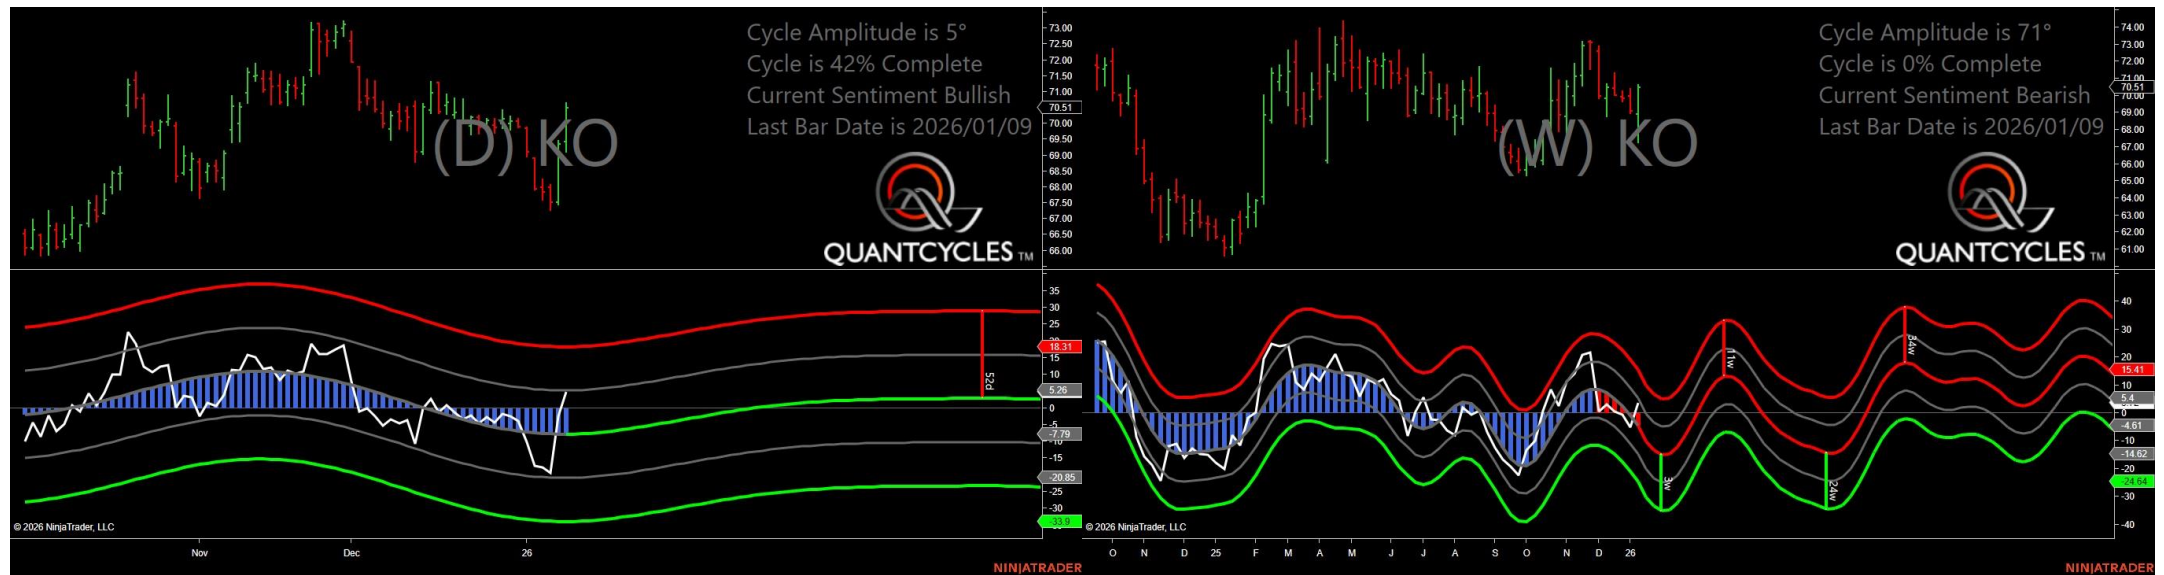 Cycle Amplitude is 5°
Cycle is 42% Complete
Current Sentiment Bullish
Last Bar Date is 2026/01/09
(D) KO
QUANTCYCLES TM
73.00
72.50
72.00
71.50
71.00
70.51
70.00
69.50
69.00
68.50
68.00
67.50
67.00
66.50
66.00
35
30
25
18.31
15
10
5.26
0
-5
-7.79
-10
-15
-20.85
-25
-30
-33.9
52d
© 2026 NinjaTrader, LLC
Nov
Dec
26
NINJATRADER
Cycle Amplitude is 71°
Cycle is 0% Complete
Current Sentiment Bearish
Last Bar Date is 2026/01/09
(W) KO
QUANTCYCLES TM
74.00
73.00
72.00
71.00
70.51
70.00
69.00
68.00
67.00
66.00
65.00
64.00
63.00
62.00
61.00
40
30
20
15.41
10
5.4
0
-4.61
-10
-14.62
-20
-24.64
-30
-40
3w
11w
24w
34w
© 2026 NinjaTrader, LLC
O N D 25 F M A M J J A S O N D 26
NINJATRADER